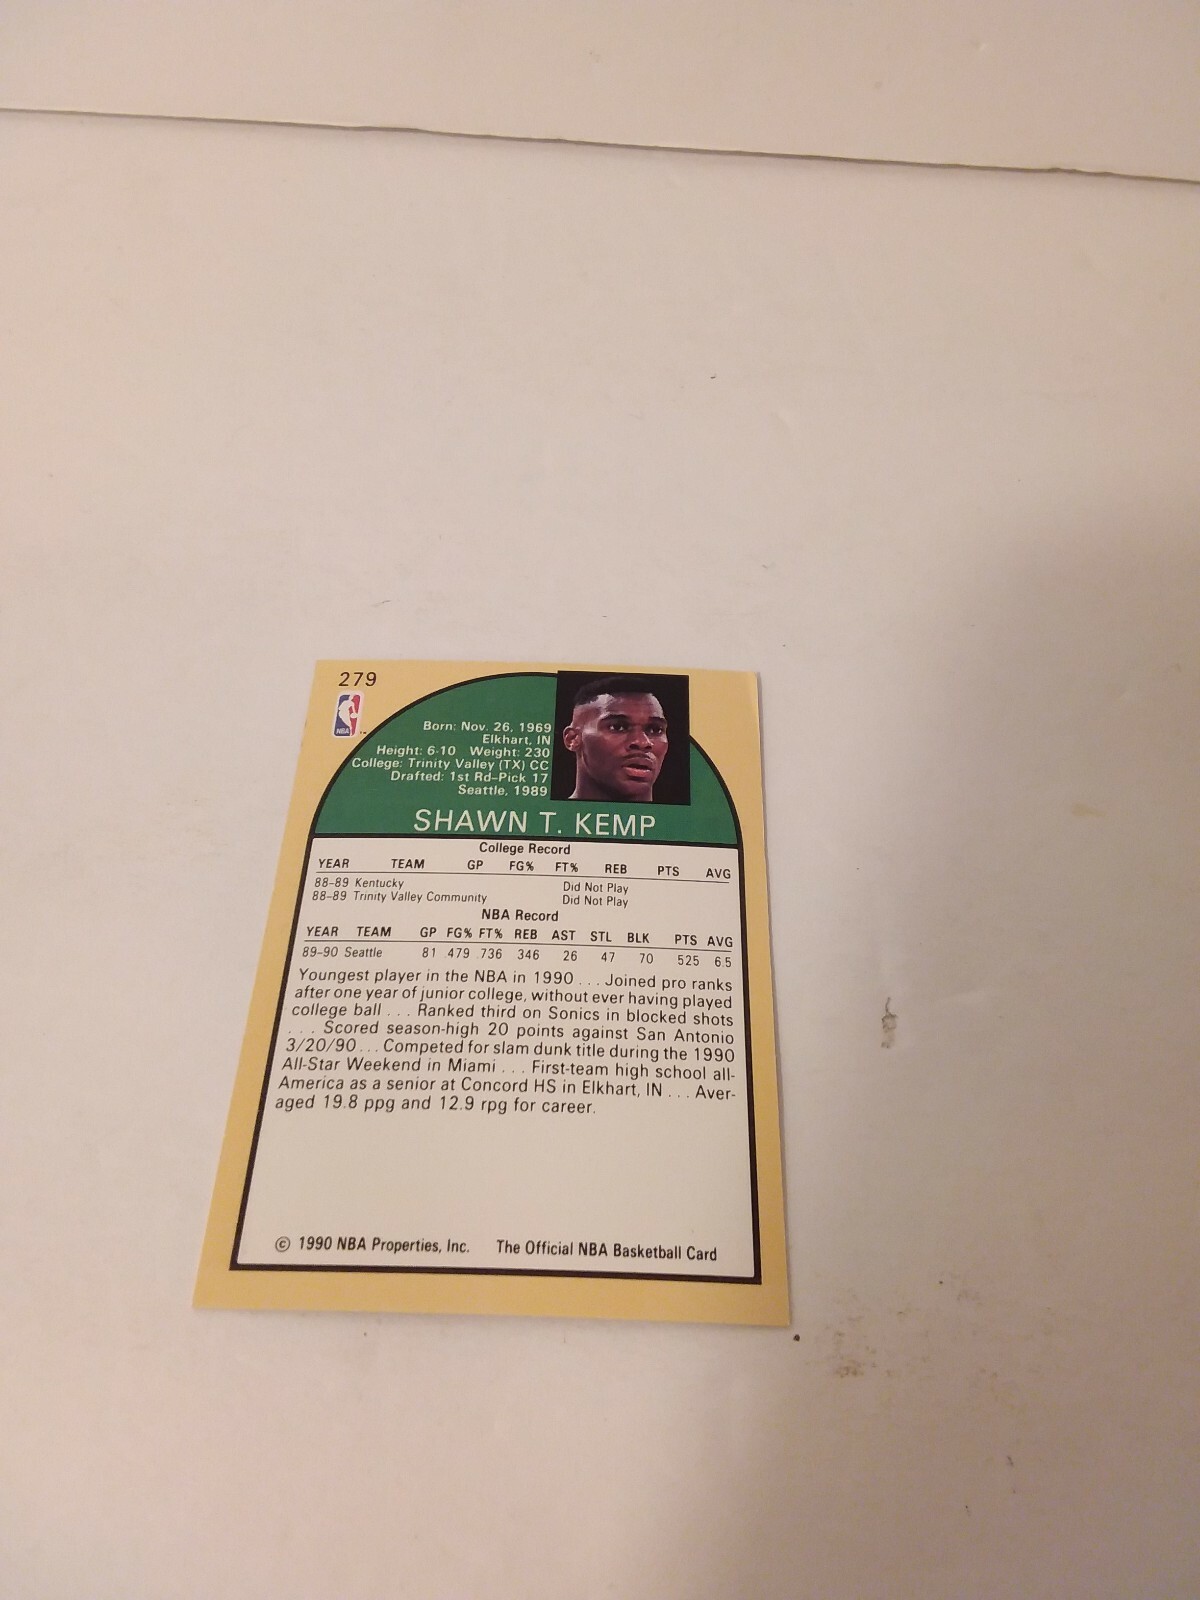 279
NBA
Born: Nov. 26, 1969
Elkhart, IN
Height: 6-10 Weight: 230
College: Trinity Valley (TX) CC
Drafted: 1st Rd–Pick 17
Seattle, 1989
SHAWN T. KEMP
College Record
YEAR TEAM GP FG% FT% REB PTS AVG
88–89 Kentucky Did Not Play
88–89 Trinity Valley Community Did Not Play
NBA Record
YEAR TEAM GP FG% FT% REB AST STL BLK PTS AVG
89-90 Seattle 81 .479 .736 346 26 47 70 525 6.5
Youngest player in the NBA in 1990 . . . Joined pro ranks
after one year of junior college, without ever having played
college ball . . . Ranked third on Sonics in blocked shots
. . . Scored season-high 20 points against San Antonio
3/20/90 . . . Competed for slam dunk title during the 1990
All-Star Weekend in Miami . . . First-team high school all-
America as a senior at Concord HS in Elkhart, IN . . . Aver-
aged 19.8 ppg and 12.9 rpg for career.
© 1990 NBA Properties, Inc. The Official NBA Basketball Card